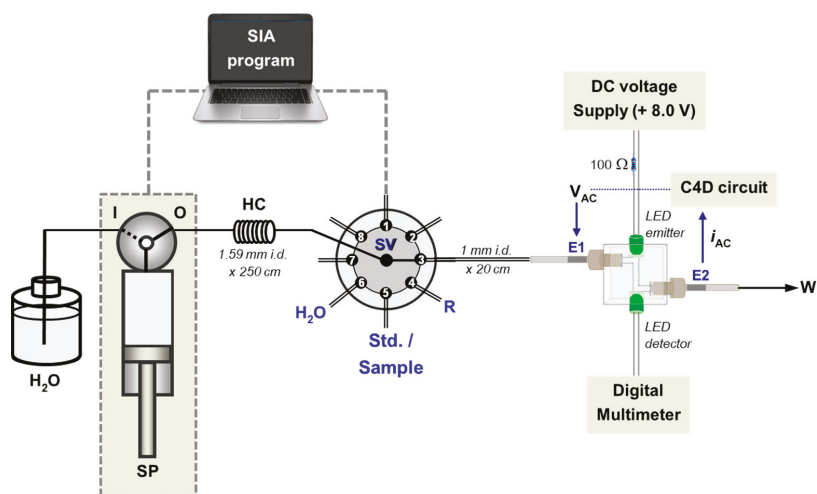 SIA
program
DC voltage
Supply (+ 8.0 V)
100 Ω
V_AC
C4D circuit
LED
emitter
i_AC
I
O
HC
1.59 mm i.d.
x 250 cm
1
2
3
4
5
6
7
8
SV
1 mm i.d.
x 20 cm
E1
E2
W
H₂O
R
Std. /
Sample
LED
detector
Digital
Multimeter
H₂O
SP